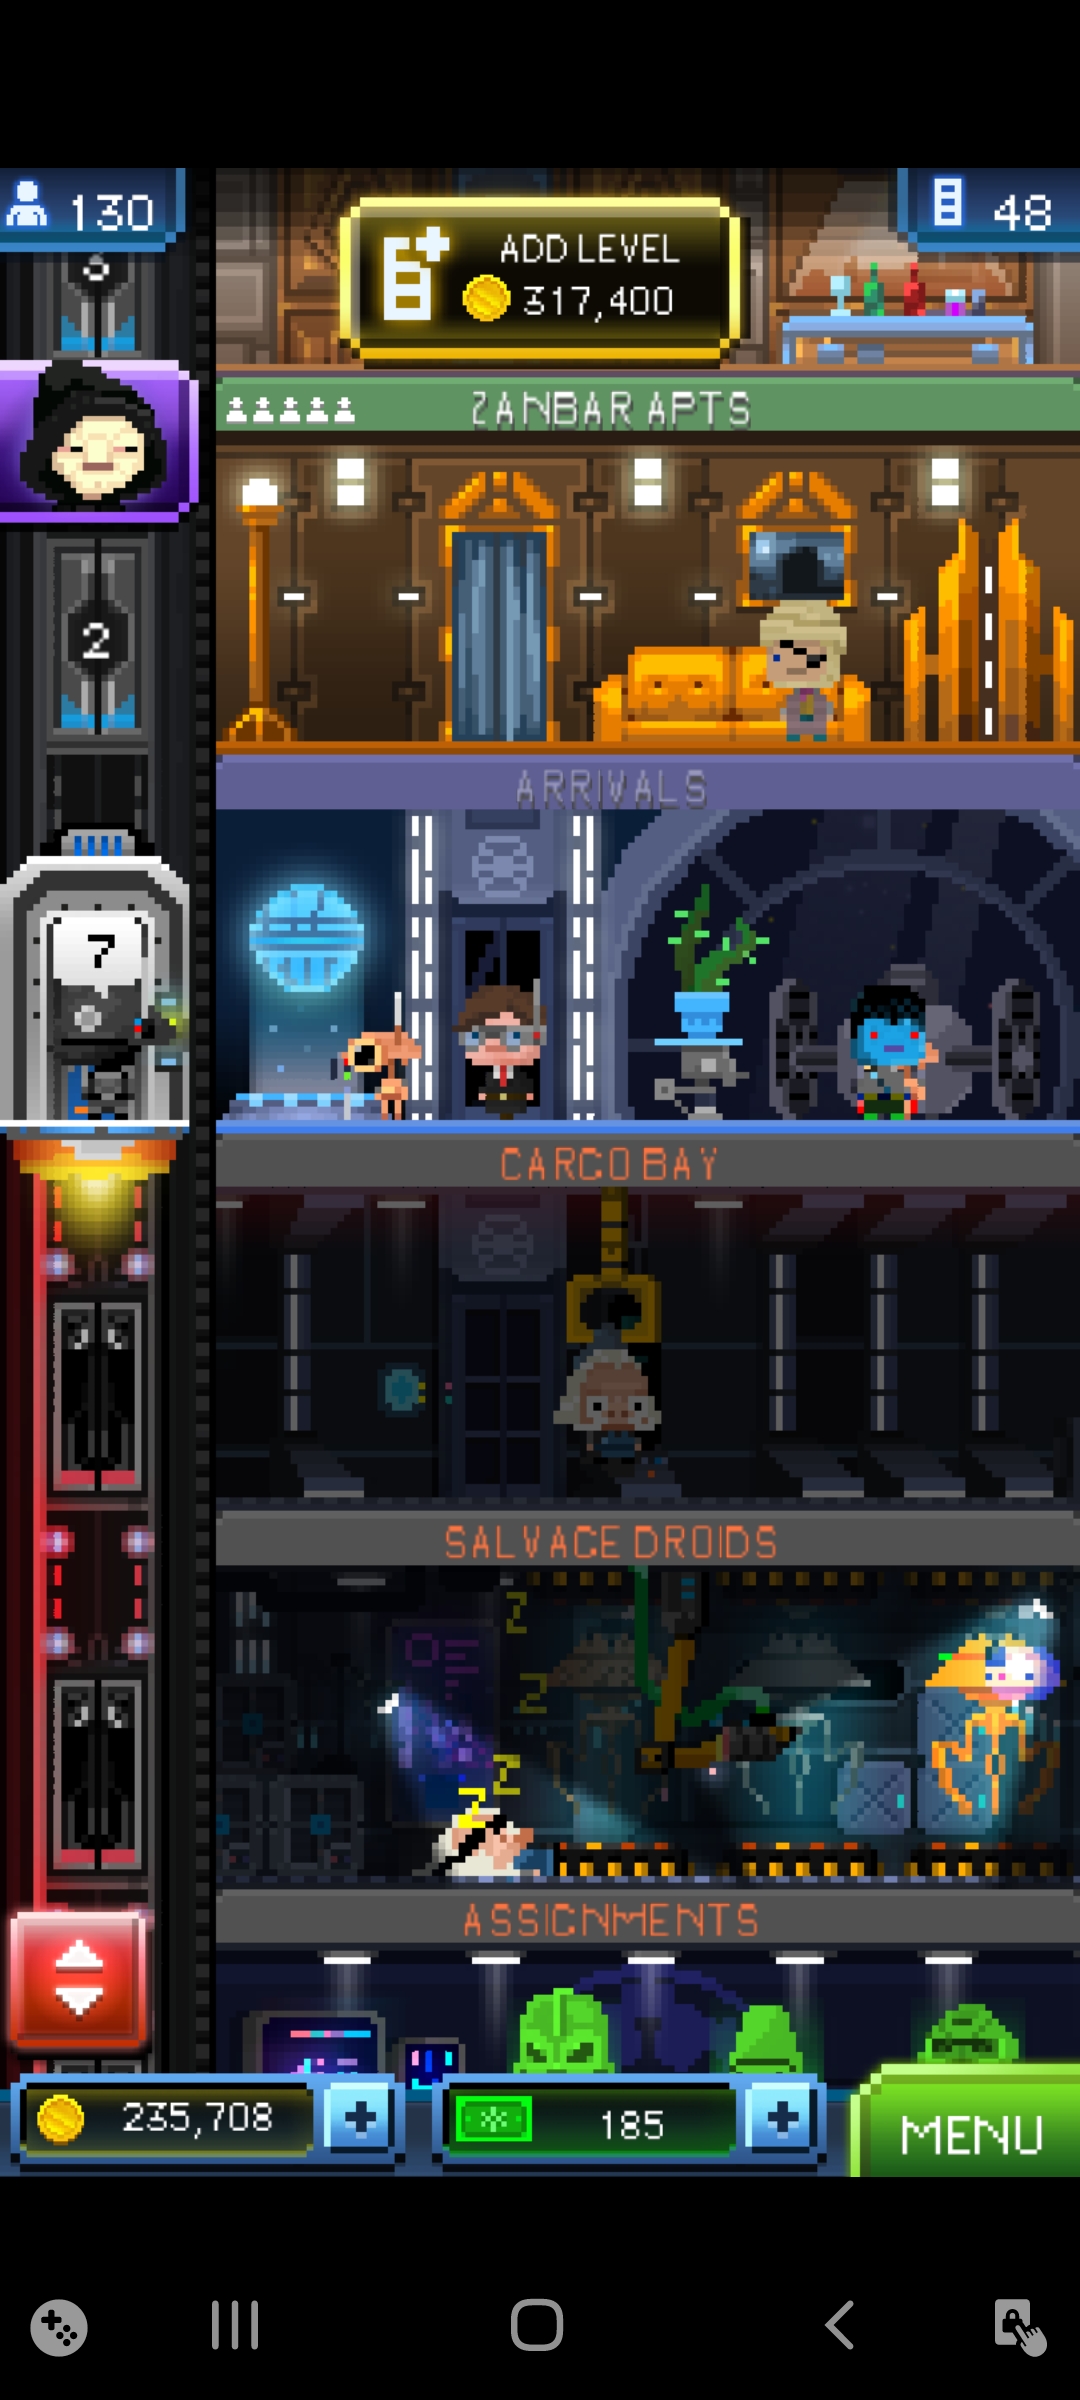 130
48
ADD LEVEL
317,400
ZANBAR APTS
2
ARRIVALS
7
CARGO BAY
SALVAGE DROIDS
Z
Z
Z
Z
ASSIGNMENTS
235,708
185
MENU